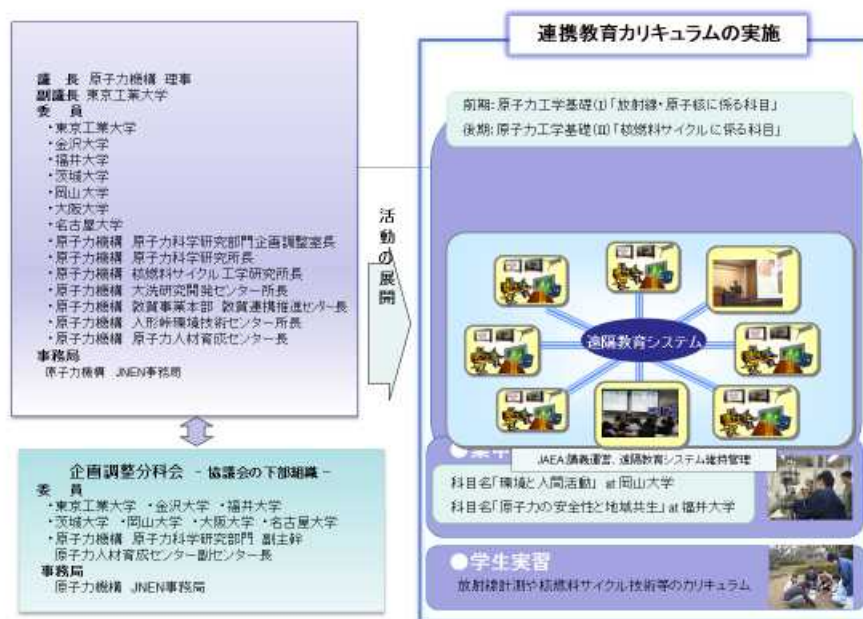 議　長 原子力機構 理事
副議長 東京工業大学
委　員
・東京工業大学
・金沢大学
・福井大学
・茨城大学
・岡山大学
・大阪大学
・名古屋大学
・原子力機構 原子力科学研究部門企画調整室長
・原子力機構 原子力科学研究所長
・原子力機構 核燃料サイクル工学研究所長
・原子力機構 大洗研究開発センター所長
・原子力機構 敦賀事業本部 敦賀連携推進センター長
・原子力機構 人形峠環境技術センター所長
・原子力機構 原子力人材育成センター長
事務局
原子力機構 JNEN事務局
企画調整分科会 - 協議会の下部組織 -
委　員
・東京工業大学 ・金沢大学 ・福井大学
・茨城大学 ・岡山大学 ・大阪大学 ・名古屋大学
・原子力機構 原子力科学研究部門 副主幹
原子力人材育成センター副センター長
事務局
原子力機構 JNEN事務局
活動の展開
連携教育カリキュラムの実施
前期：原子力工学基礎(I)「放射線・原子核に係る科目」
後期：原子力工学基礎(II)「核燃料サイクルに係る科目」
遠隔教育システム
JAEA:講義運営、遠隔教育システム維持管理
科目名「環境と人間活動」 at 岡山大学
科目名「原子力の安全性と地域共生」 at 福井大学
●学生実習
放射線計測や核燃料サイクル技術等のカリキュラム